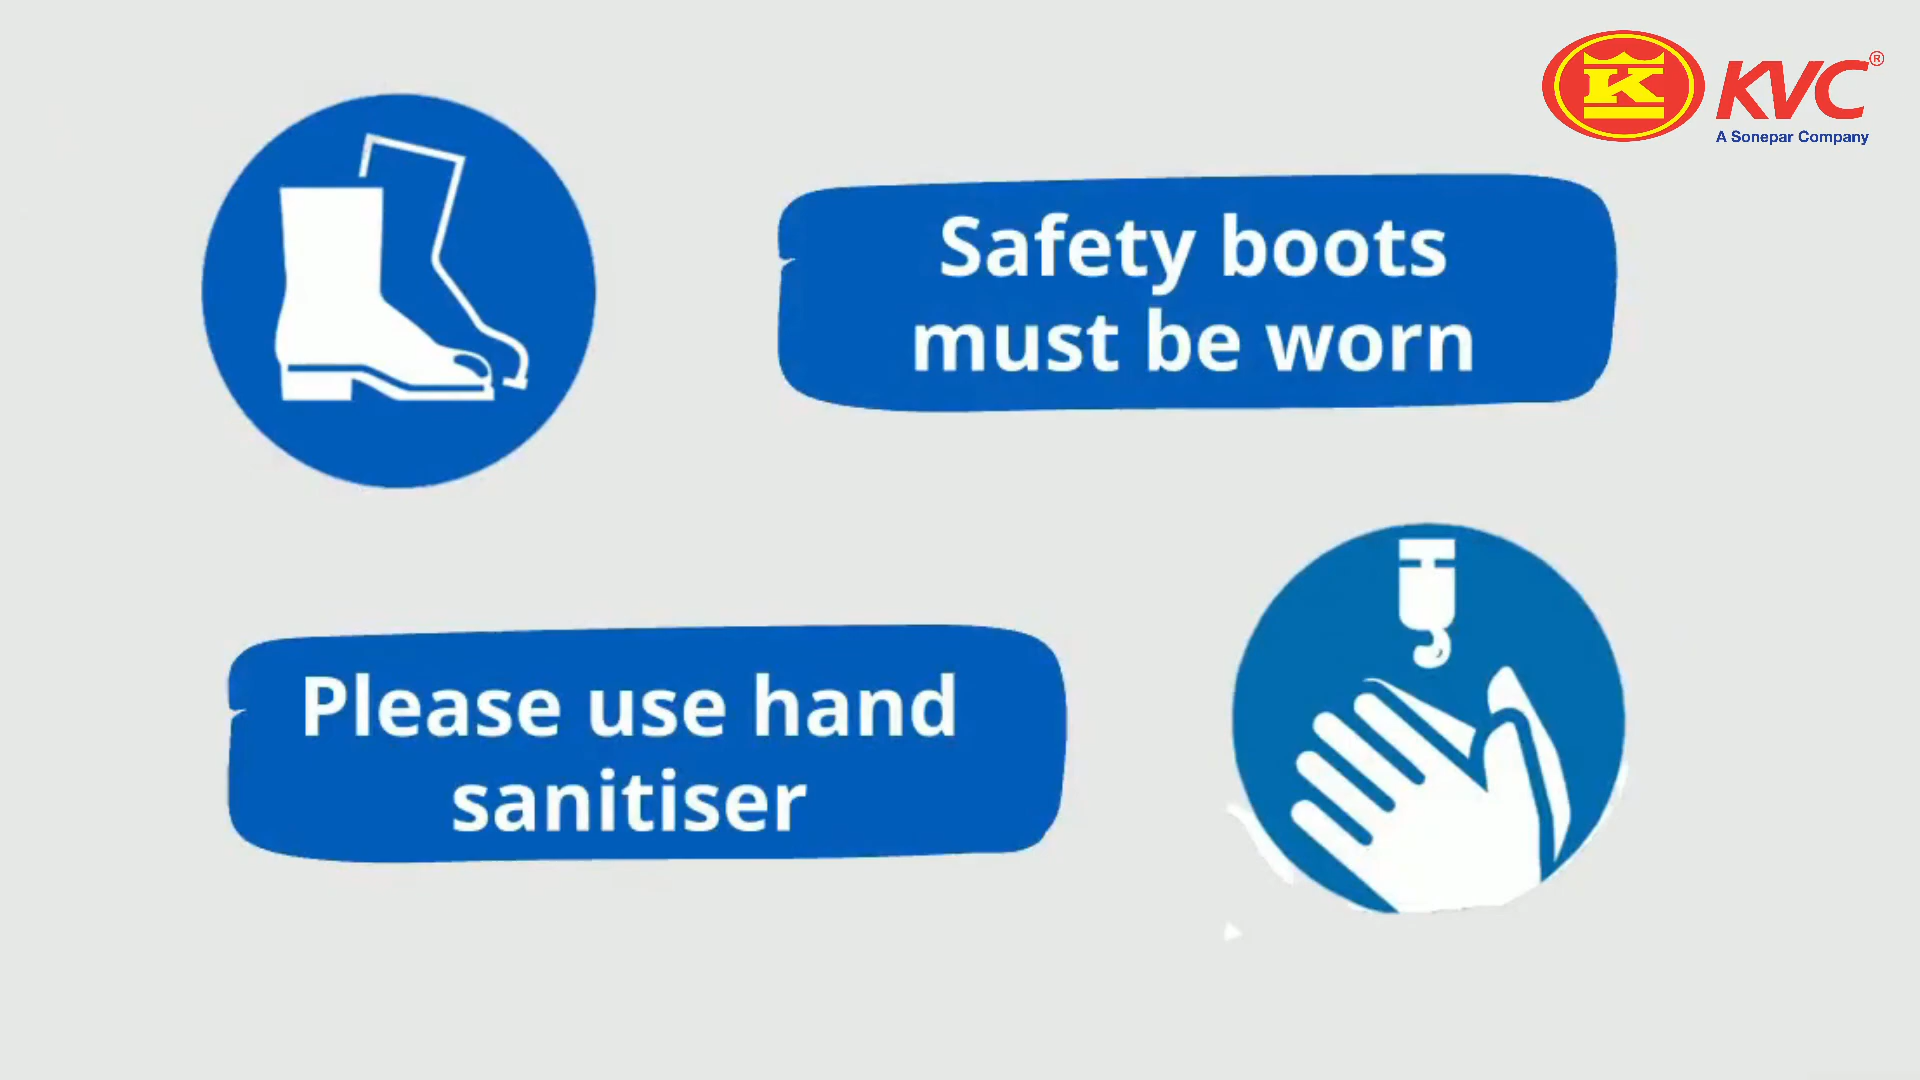 K KVC®
A Sonepar Company
Safety boots
must be worn
Please use hand
sanitiser